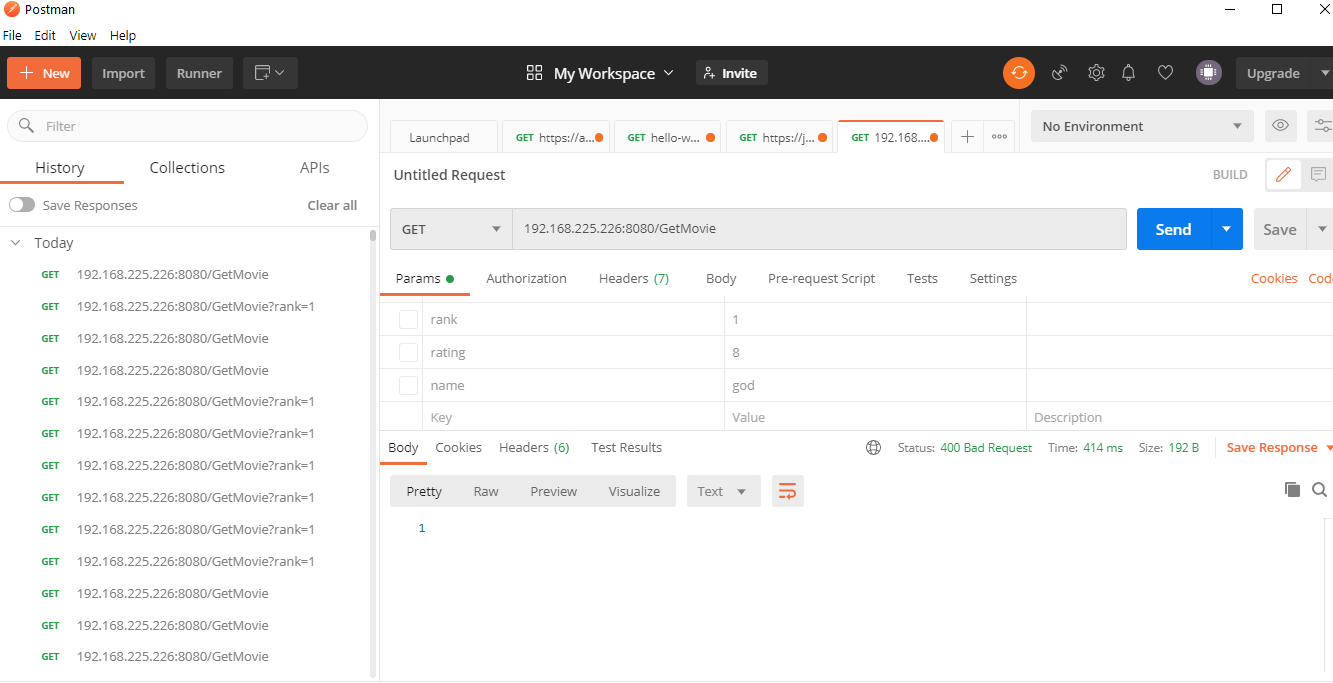 Postman
File Edit View Help
New Import Runner My Workspace Invite Upgrade
Filter
History Collections APIs
Save Responses Clear all
Today
GET 192.168.225.226:8080/GetMovie
GET 192.168.225.226:8080/GetMovie?rank=1
GET 192.168.225.226:8080/GetMovie
GET 192.168.225.226:8080/GetMovie
GET 192.168.225.226:8080/GetMovie?rank=1
GET 192.168.225.226:8080/GetMovie?rank=1
GET 192.168.225.226:8080/GetMovie?rank=1
GET 192.168.225.226:8080/GetMovie?rank=1
GET 192.168.225.226:8080/GetMovie?rank=1
GET 192.168.225.226:8080/GetMovie?rank=1
GET 192.168.225.226:8080/GetMovie
GET 192.168.225.226:8080/GetMovie
GET 192.168.225.226:8080/GetMovie
Launchpad GET https://a... GET hello-w... GET https://j... GET 192.168.... No Environment
Untitled Request BUILD
GET 192.168.225.226:8080/GetMovie Send Save
Params Authorization Headers (7) Body Pre-request Script Tests Settings Cookies Code
rank 1
rating 8
name god
Key Value Description
Body Cookies Headers (6) Test Results Status: 400 Bad Request Time: 414 ms Size: 192 B Save Response
Pretty Raw Preview Visualize Text
1